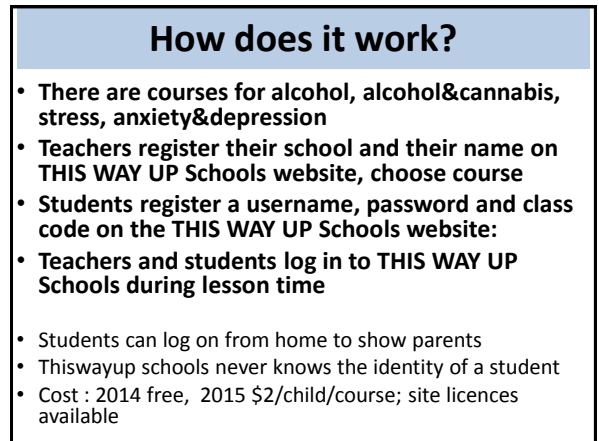 How does it work?
• There are courses for alcohol, alcohol&cannabis,
stress, anxiety&depression
• Teachers register their school and their name on
THIS WAY UP Schools website, choose course
• Students register a username, password and class
code on the THIS WAY UP Schools website:
• Teachers and students log in to THIS WAY UP
Schools during lesson time
• Students can log on from home to show parents
• Thiswayup schools never knows the identity of a student
• Cost : 2014 free,  2015 $2/child/course; site licences
available